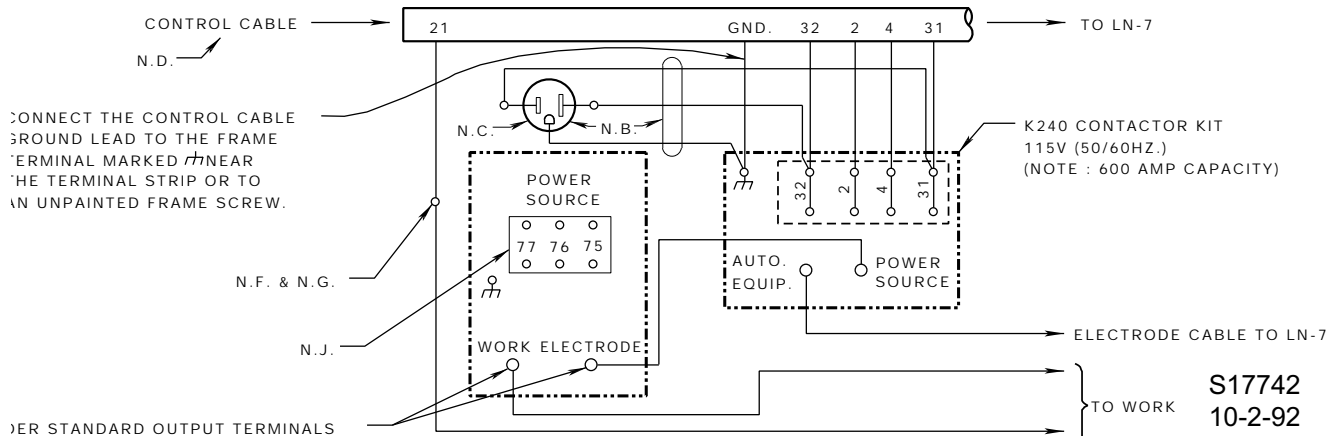 CONTROL CABLE
N.D.
21 GND. 32 2 4 31
TO LN-7
CONNECT THE CONTROL CABLE
GROUND LEAD TO THE FRAME
TERMINAL MARKED NEAR
THE TERMINAL STRIP OR TO
AN UNPAINTED FRAME SCREW.
N.C.
N.B.
K240 CONTACTOR KIT
115V (50/60HZ.)
(NOTE : 600 AMP CAPACITY)
POWER
SOURCE
77 76 75
32 2 4 31
N.F. & N.G.
AUTO.
EQUIP.
POWER
SOURCE
N.J.
WORK ELECTRODE
ELECTRODE CABLE TO LN-7
TO WORK
S17742
10-2-92
STANDARD OUTPUT TERMINALS